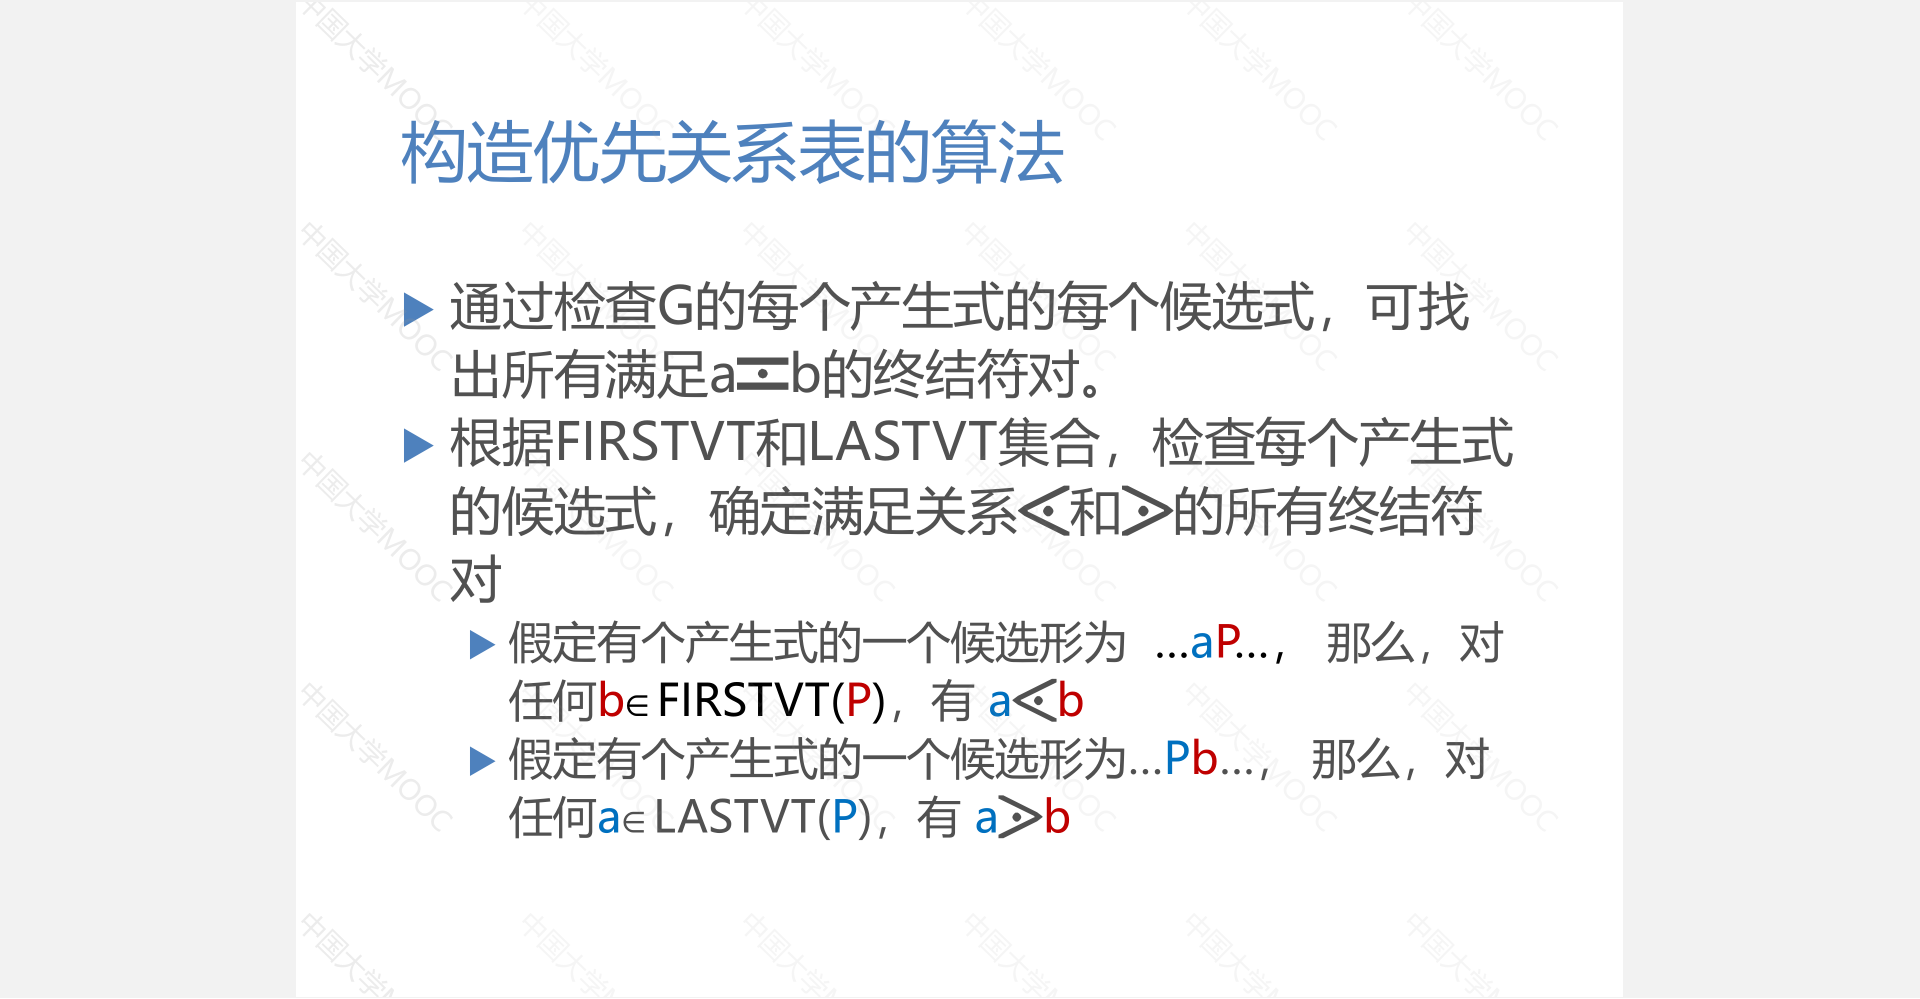 构造优先关系表的算法
通过检查G的每个产生式的每个候选式，可找
出所有满足a⩷b的终结符对。
根据FIRSTVT和LASTVT集合，检查每个产生式
的候选式，确定满足关系⋖和⋗的所有终结符
对
假定有个产生式的一个候选形为 …aP…， 那么，对
任何b∈FIRSTVT(P)，有 a⋖b
假定有个产生式的一个候选形为…Pb…， 那么，对
任何a∈LASTVT(P)，有 a⋗b
中国大学MOOC